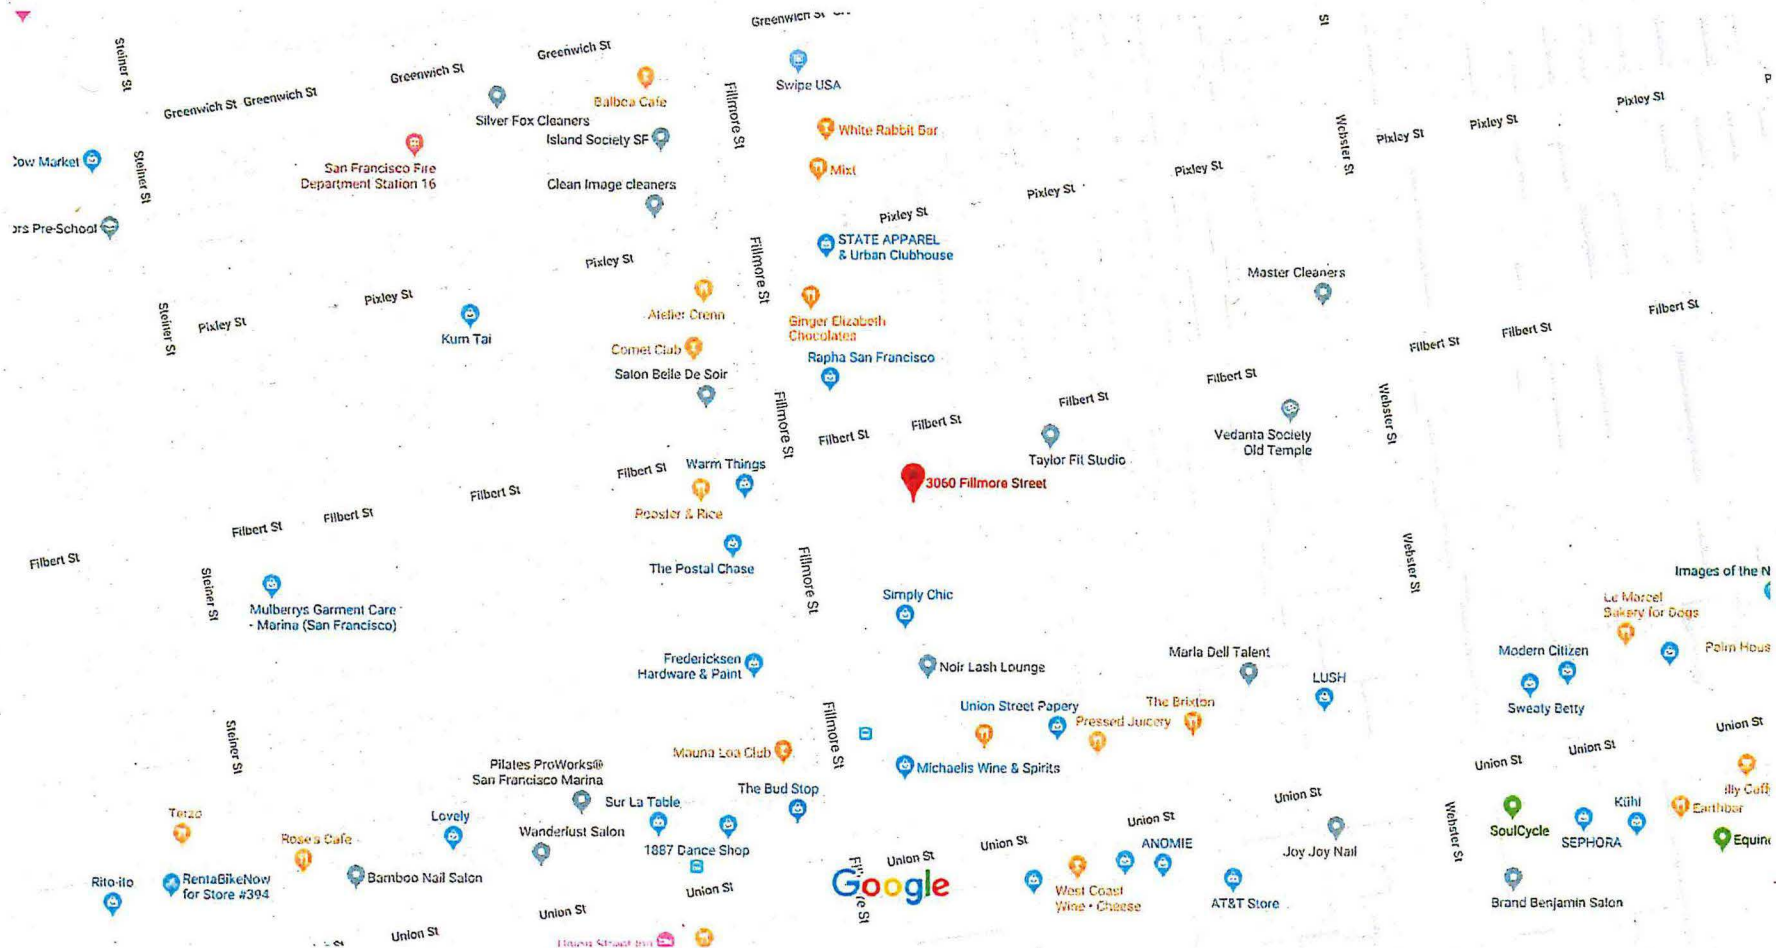 Greenwich St
Steiner St
Greenwich St
Greenwich St
Greenwich St
Greenwich St
Swipe USA
Balboa Cafe
Fillmore St
Silver Fox Cleaners
Island Society SF
White Rabbit Bar
Pixley St
Pixley St
Pixley St
Webster St
Cow Market
Steiner St
San Francisco Fire
Department Station 16
Mixt
Pixley St
Clean Image cleaners
Pixley St
Pixley St
ors Pre-School
STATE APPAREL
& Urban Clubhouse
Fillmore St
Pixley St
Master Cleaners
Pixley St
Steiner St
Pixley St
Kum Tai
Atelier Crenn
Ginger Elizabeth
Chocolates
Filbert St
Filbert St
Filbert St
Comet Club
Rapha San Francisco
Salon Belle De Soir
Filbert St
Filbert St
Webster St
Fillmore St
Filbert St
Filbert St
Vedanta Society
Old Temple
Taylor Fit Studio
Warm Things
Filbert St
3060 Fillmore Street
Filbert St
Rooster & Rice
Filbert St
Filbert St
Filbert St
The Postal Chase
Fillmore St
Webster St
Steiner St
Images of the N
Simply Chic
Le Marcel
Bakery for Dogs
Mulberrys Garment Care
- Marina (San Francisco)
Fredericksen
Hardware & Paint
Noir Lash Lounge
Marla Dell Talent
Modern Citizen
Palm Hous
LUSH
Union Street Papery
The Brixton
Pressed Juicery
Sweaty Betty
Union St
Fillmore St
Steiner St
Mauna Loa Club
Union St
Union St
Pilates ProWorks®
San Francisco Marina
Michaelis Wine & Spirits
The Bud Stop
Union St
Terzo
Lovely
Sur La Table
Union St
Webster St
Kühl
illy Caff
Earthbar
Wanderlust Salon
1887 Dance Shop
Rose's Cafe
Union St
Union St
ANOMIE
Joy Joy Nail
SoulCycle
SEPHORA
Equino
Rito-ito
RentaBikeNow
for Store #394
Bamboo Nail Salon
Union St
Google
West Coast
Wine • Cheese
AT&T Store
Brand Benjamin Salon
Union St
Union St
Union Street Inn